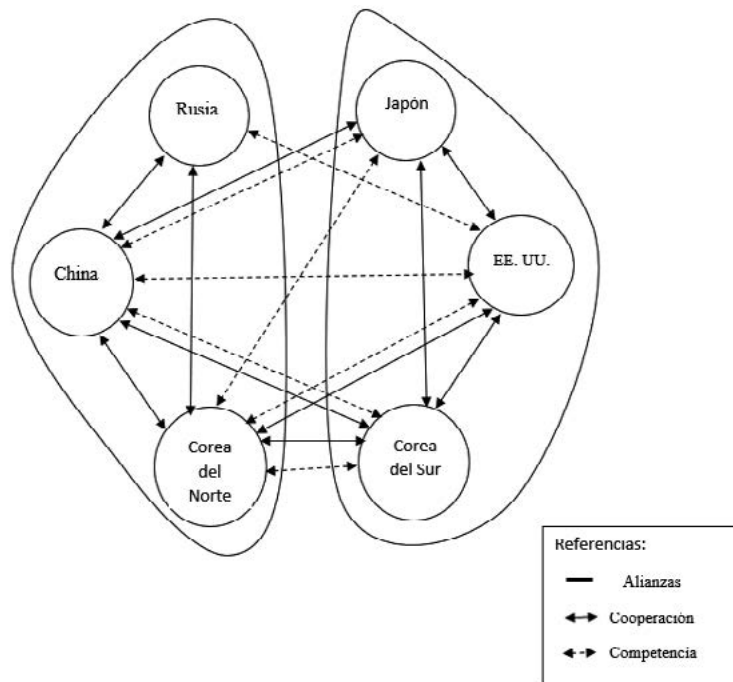 Rusia
Japón
China
EE. UU.
Corea
del
Norte
Corea
del Sur
Referencias:
Alianzas
Cooperación
Competencia